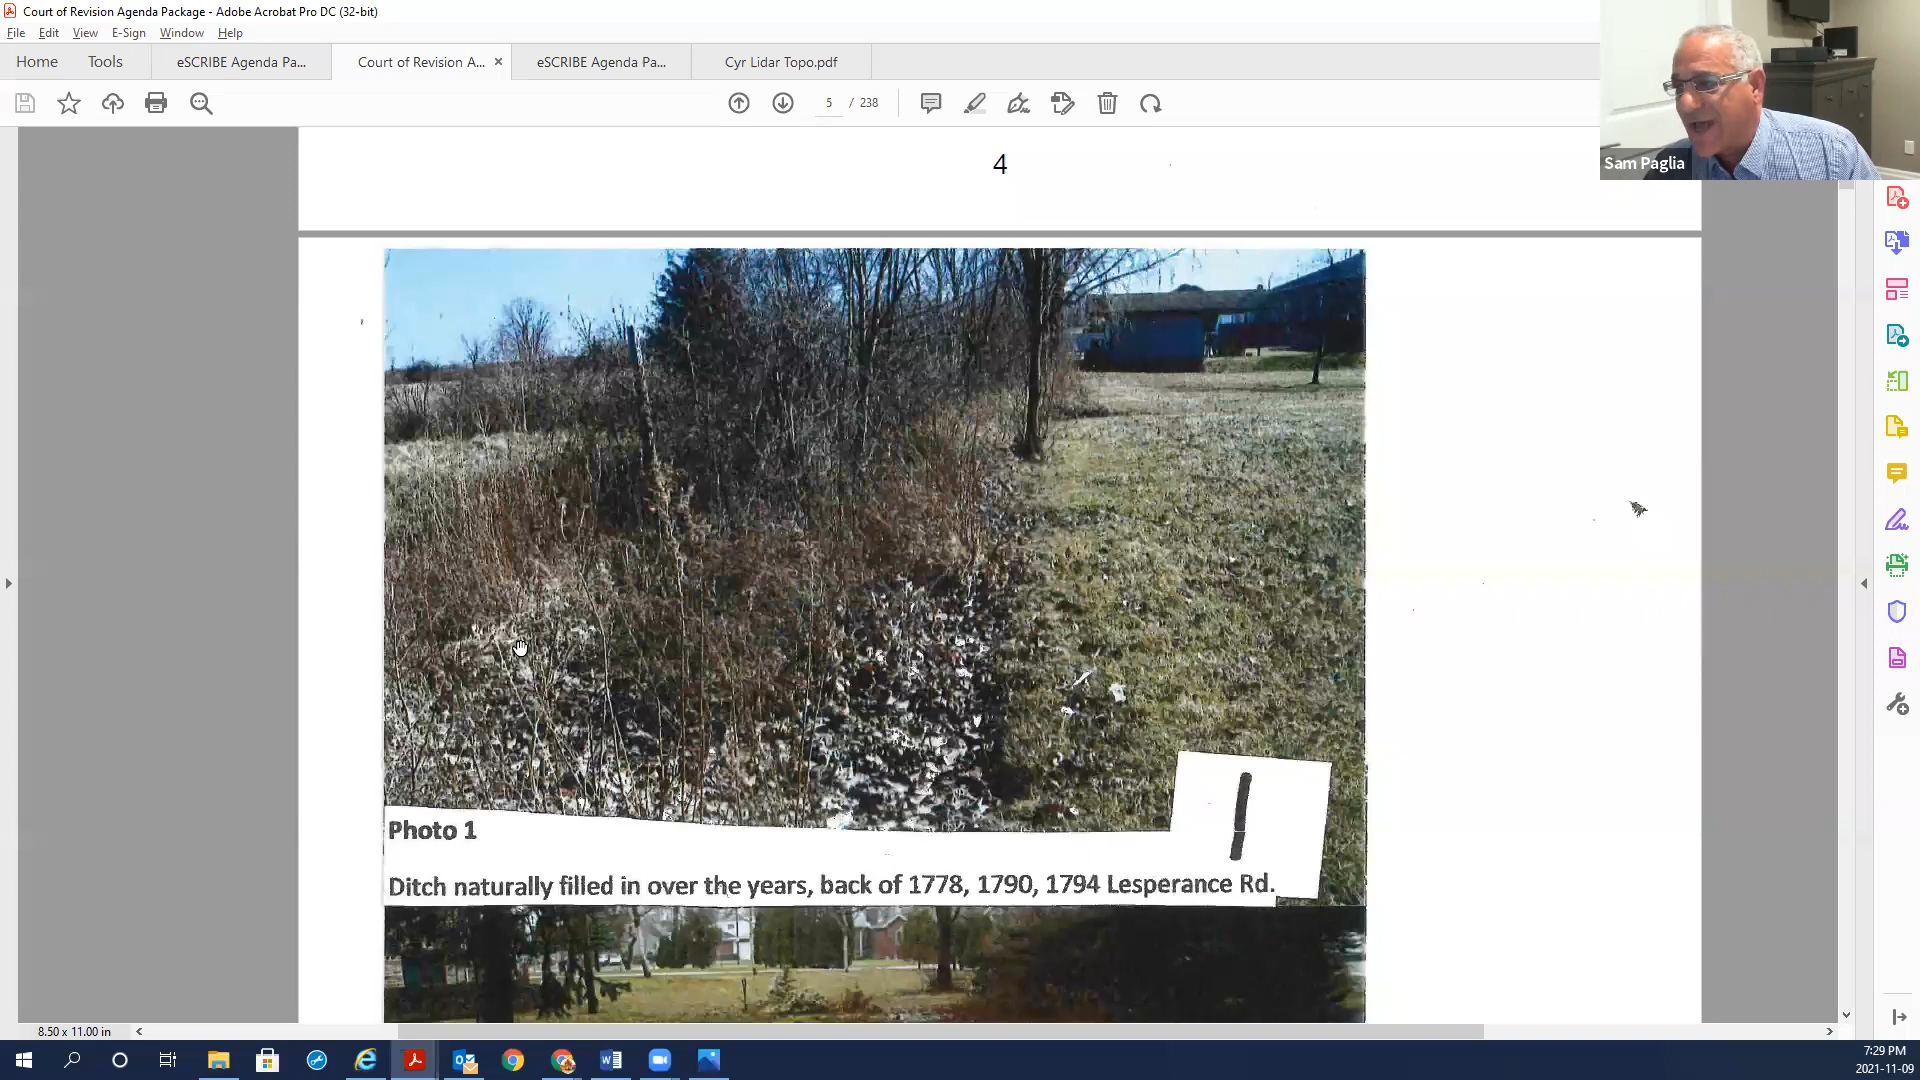 Court of Revision Agenda Package - Adobe Acrobat Pro DC (32-bit)
File Edit View E-Sign Window Help
Home Tools eSCRIBE Agenda Pa... Court of Revision A... × eSCRIBE Agenda Pa... Cyr Lidar Topo.pdf
5 / 238
Sam Paglia
4
1
Photo 1
Ditch naturally filled in over the years, back of 1778, 1790, 1794 Lesperance Rd.
8.50 x 11.00 in
7:29 PM
2021-11-09